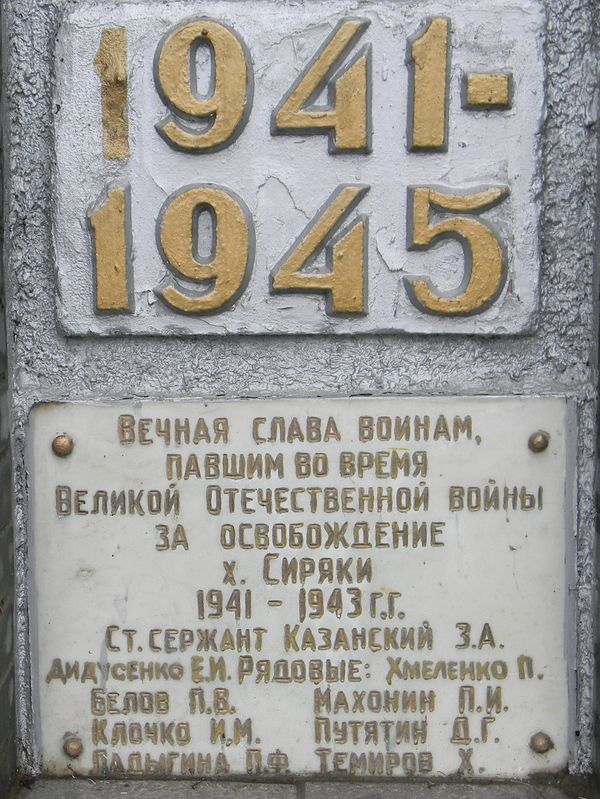 1941-
1945
Вечная слава воинам,
павшим во время
Великой Отечественной войны
за освобождение
х. Сиряки
1941 - 1943 г.г.
Ст. сержант Казанский З.А.
Дидусенко Е.И. Рядовые: Хмеленко П.
Белов П.В. Махонин П.И.
Клочко И.М. Путятин Д.Г.
Ладыгина П.Ф. Темиров Х.